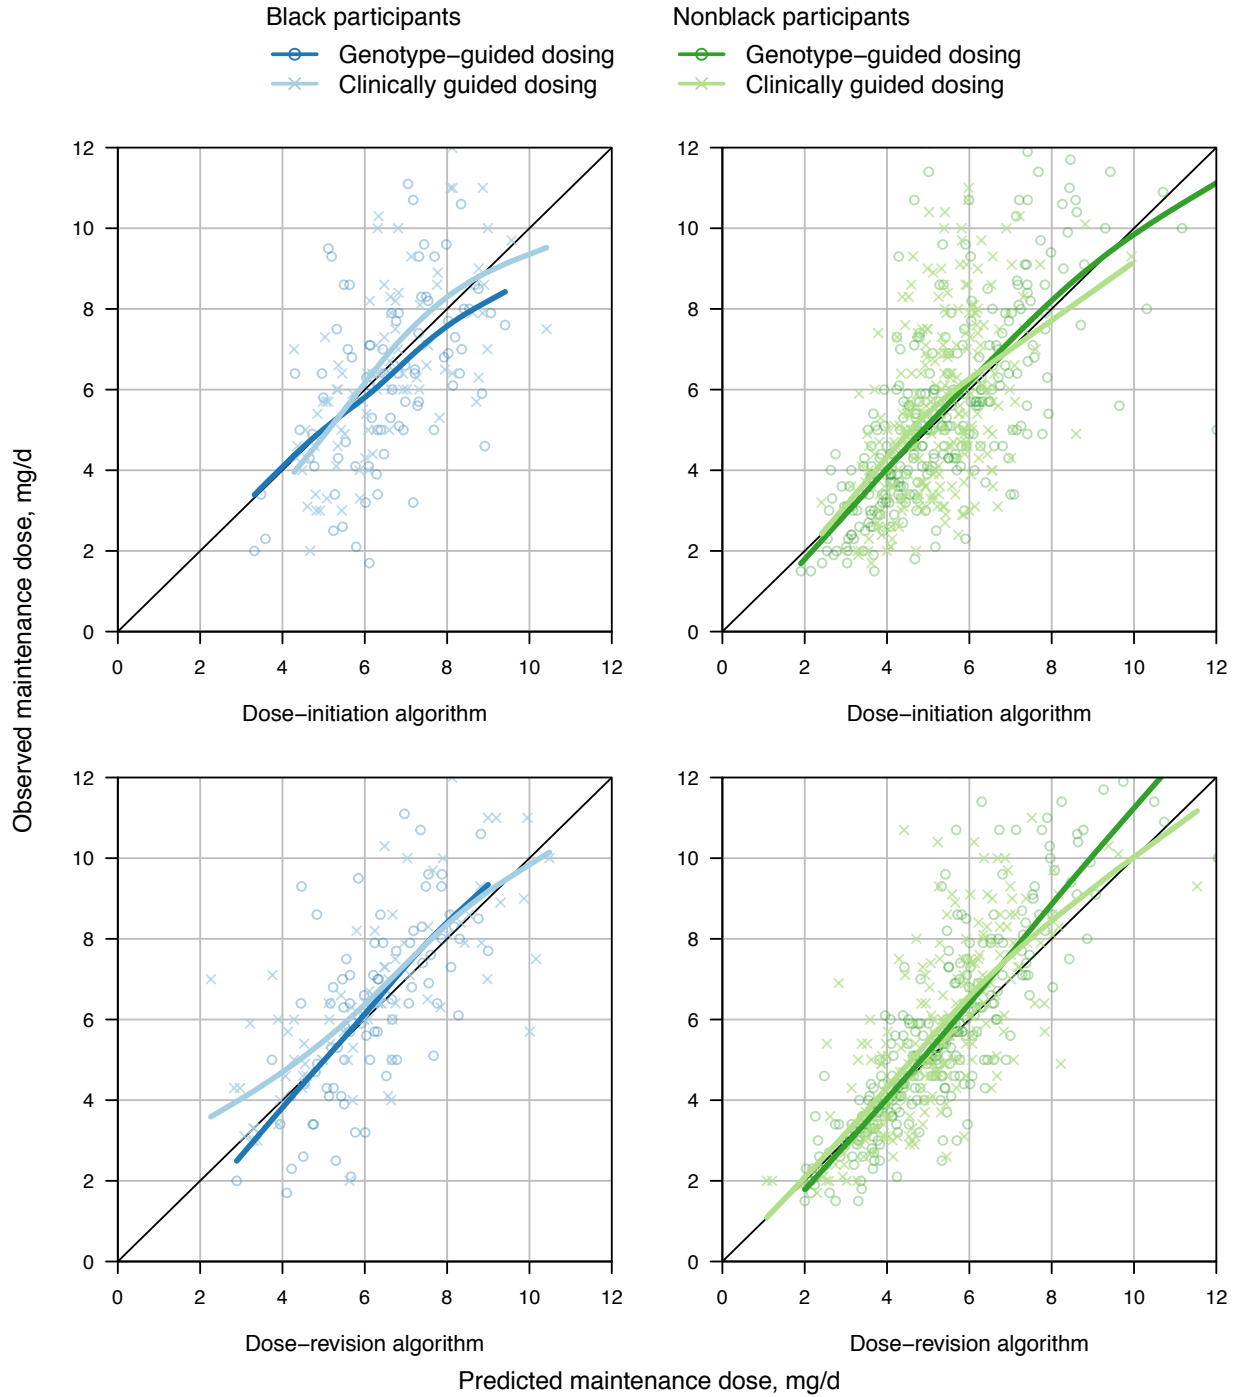 Black participants
Genotype−guided dosing
Clinically guided dosing
Nonblack participants
Genotype−guided dosing
Clinically guided dosing
Observed maintenance dose, mg/d
12
10
8
6
4
2
0
0 2 4 6 8 10 12
Dose−initiation algorithm
12
10
8
6
4
2
0
0 2 4 6 8 10 12
Dose−initiation algorithm
12
10
8
6
4
2
0
0 2 4 6 8 10 12
Dose−revision algorithm
12
10
8
6
4
2
0
0 2 4 6 8 10 12
Dose−revision algorithm
Predicted maintenance dose, mg/d